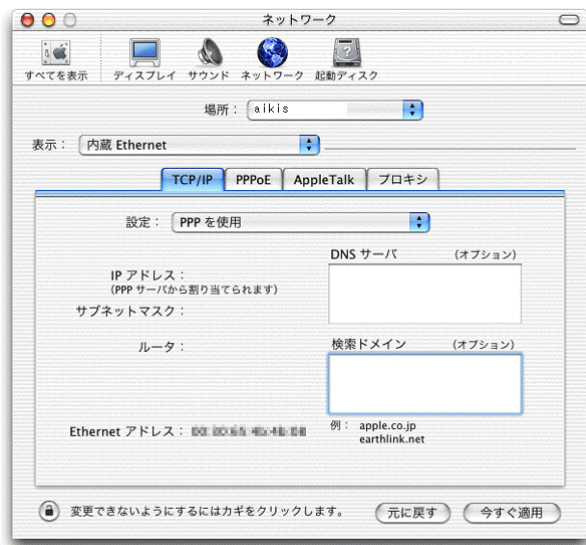 ネットワーク
すべてを表示 ディスプレイ サウンド ネットワーク 起動ディスク
場所： aikis
表示： 内蔵 Ethernet
TCP/IP PPPoE AppleTalk プロキシ
設定： PPP を使用
DNS サーバ (オプション)
IP アドレス：
(PPP サーバから割り当てられます)
サブネットマスク：
ルータ： 検索ドメイン (オプション)
Ethernet アドレス： 例： apple.co.jp
earthlink.net
変更できないようにするにはカギをクリックします。 元に戻す 今すぐ適用